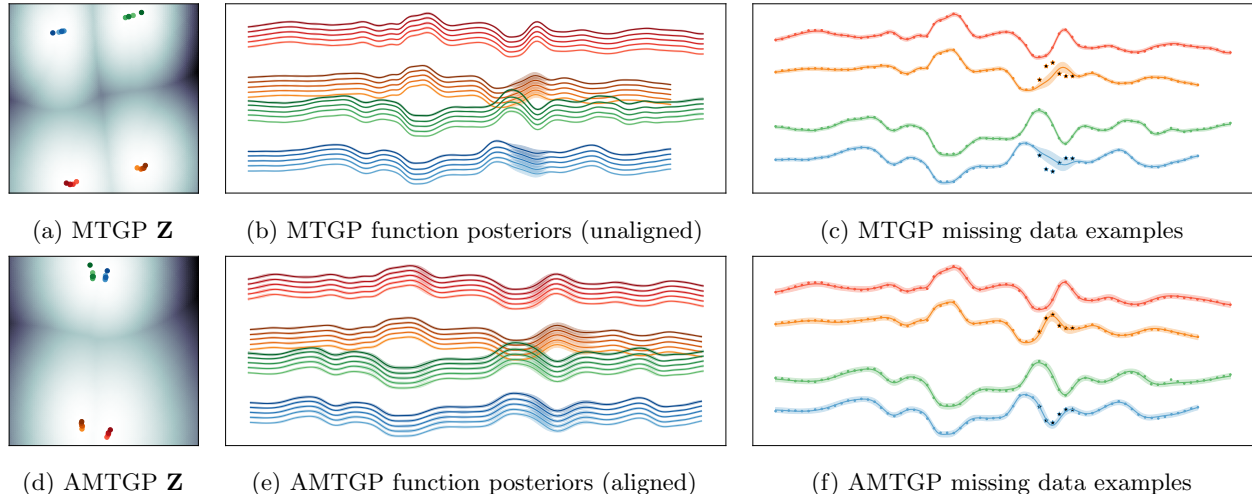 (a) MTGP Z
(b) MTGP function posteriors (unaligned)
(c) MTGP missing data examples
(d) AMTGP Z
(e) AMTGP function posteriors (aligned)
(f) AMTGP missing data examples